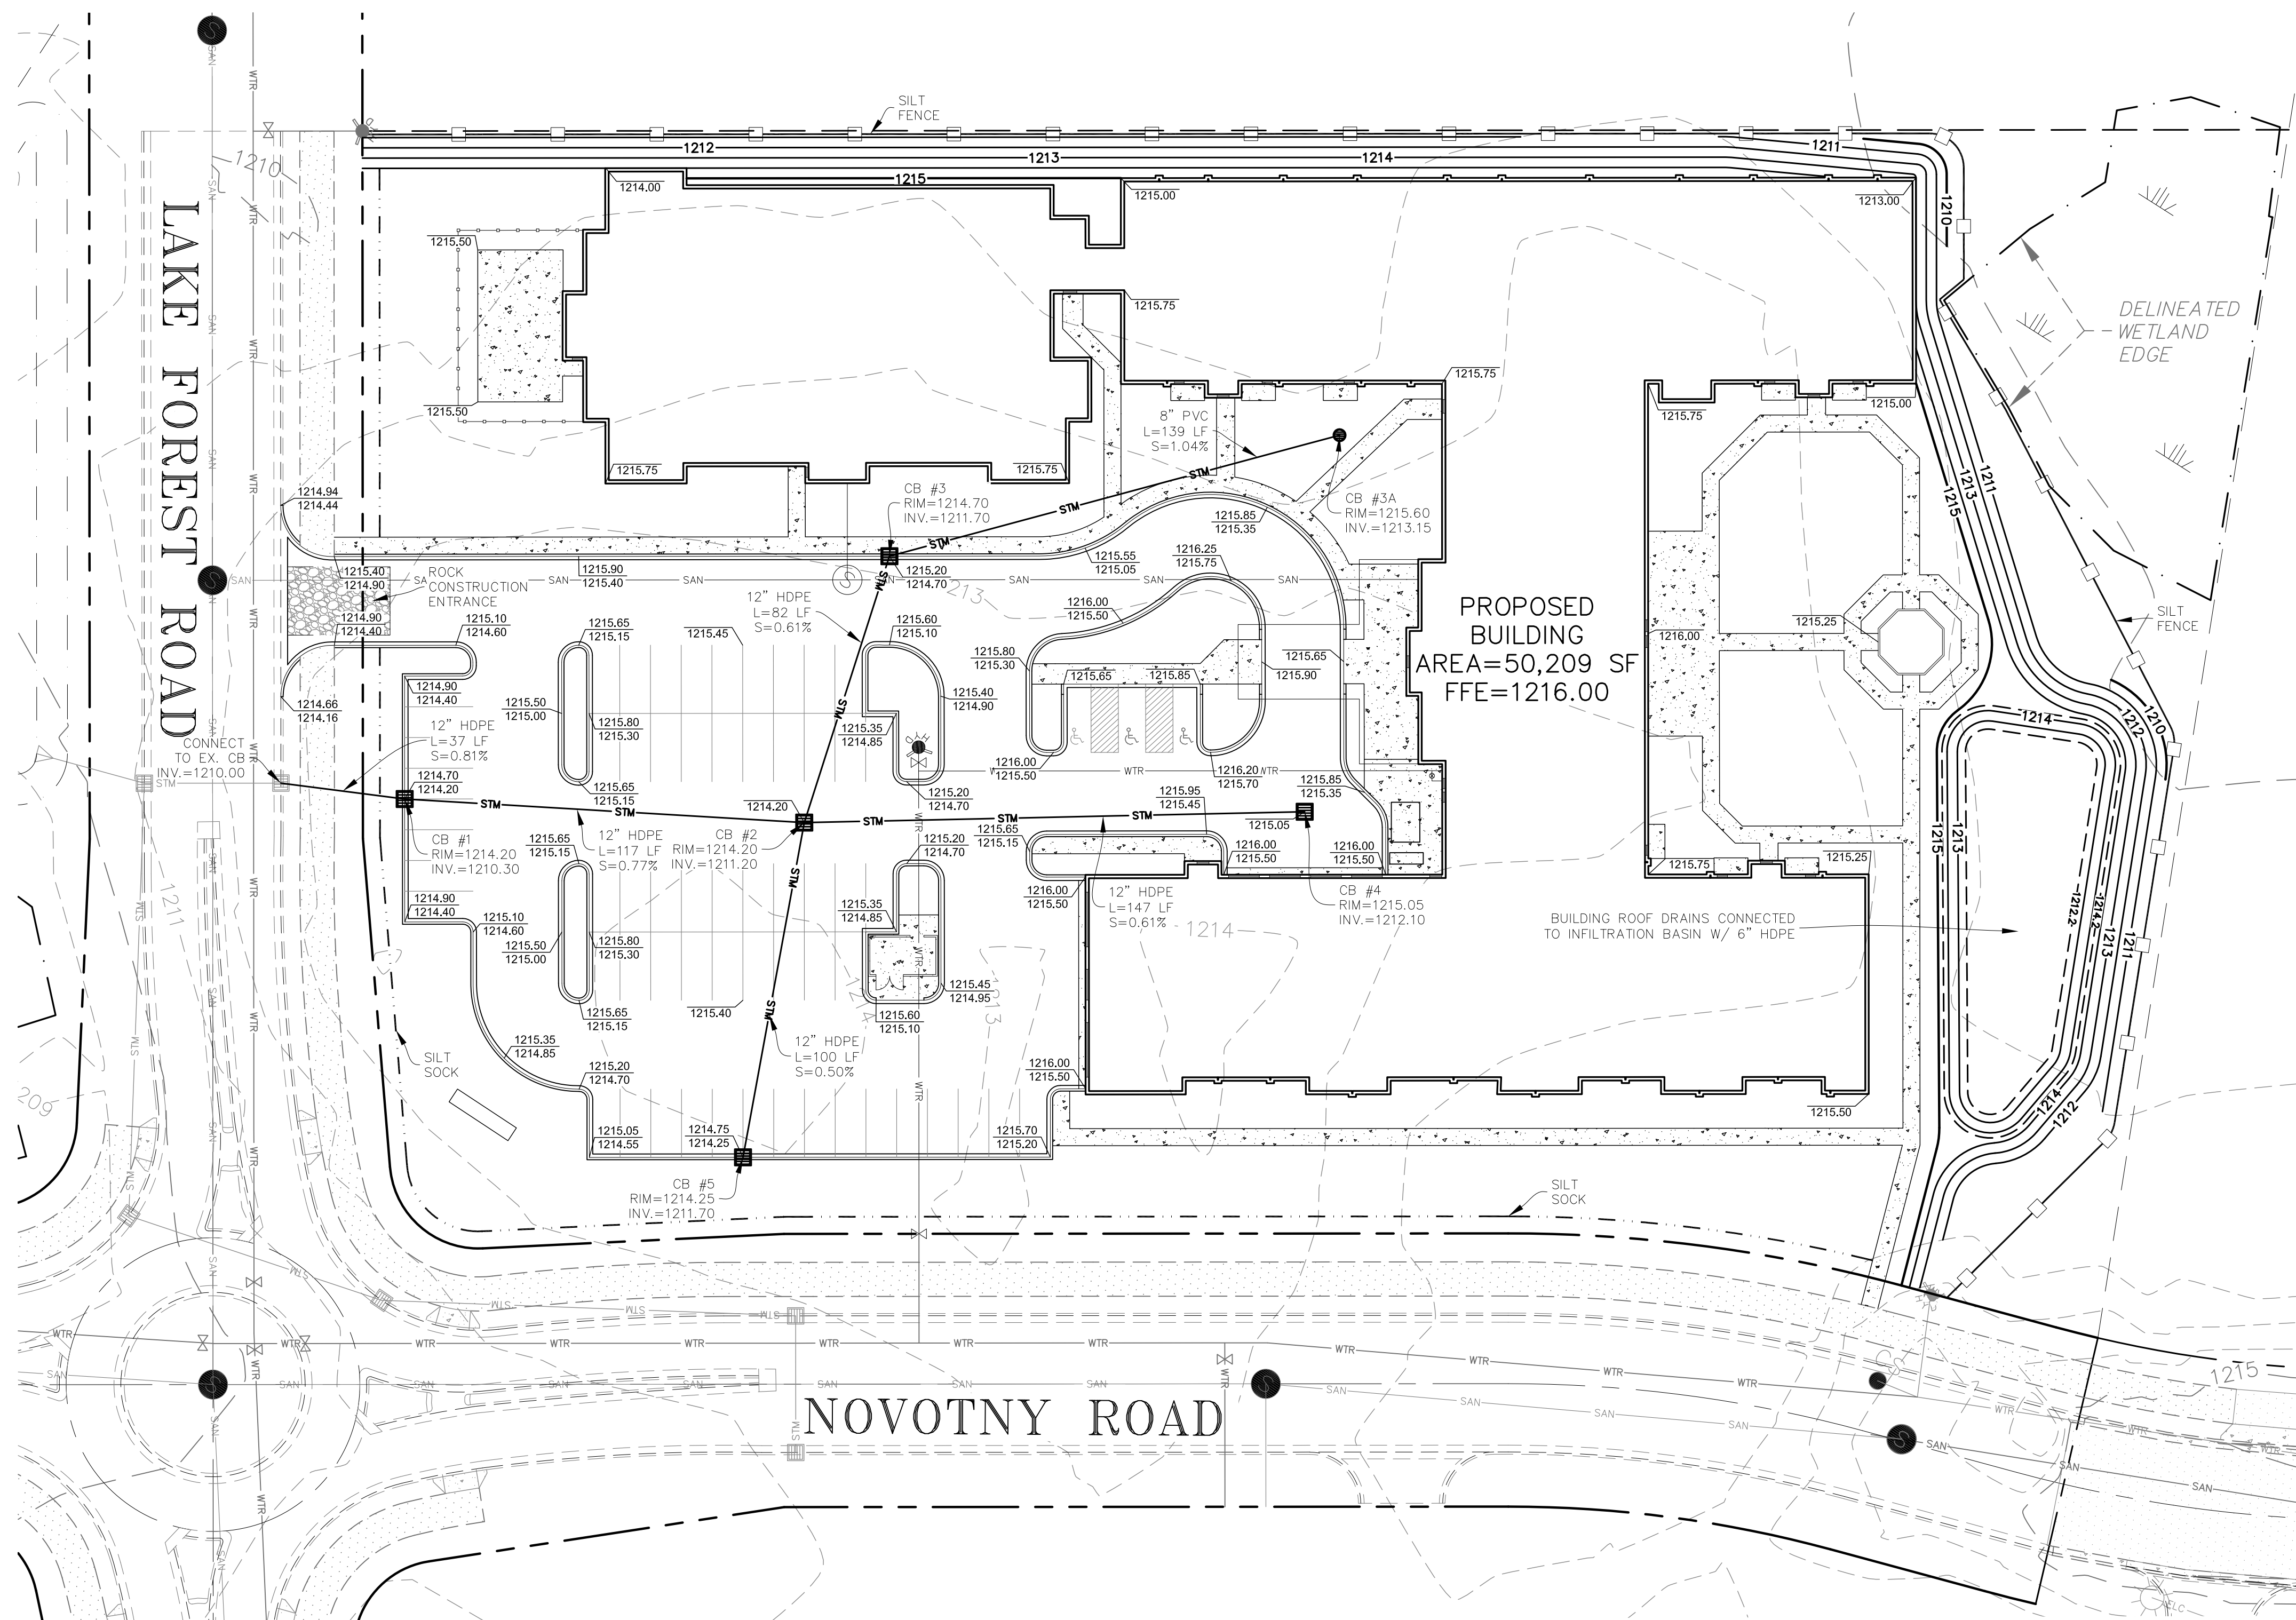 SILT
FENCE
1210
1212
1213
1214
1215
1211
1210
1214.00
1215.00
1213.00
1215.50
1215.50
1215.75
1215.75
1215.75
1215.75
1215.75
1215.00
DELINEATED
WETLAND
EDGE
LAKE FOREST ROAD
8" PVC
L=139 LF
S=1.04%
CB #3
RIM=1214.70
INV.=1211.70
CB #3A
RIM=1215.60
INV.=1213.15
1214.94
1214.44
1215.40
1214.90
ROCK
CONSTRUCTION
ENTRANCE
1215.90
1215.40
1215.20
1214.70
1215.55
1215.05
1215.85
1215.35
1216.25
1215.75
1216.00
1215.50
213
12" HDPE
L=82 LF
S=0.61%
1214.90
1214.40
1215.10
1214.60
1215.65
1215.15
1215.45
1215.60
1215.10
1215.80
1215.30
1215.65
1215.85
1215.65
1215.90
PROPOSED
BUILDING
AREA=50,209 SF
FFE=1216.00
1216.00
1215.25
SILT
FENCE
1215
1213
1211
1214.66
1214.16
1214.90
1214.40
1215.50
1215.00
1215.80
1215.30
1215.40
1214.90
1215.35
1214.85
CONNECT
TO EX. CB
INV.=1210.00
12" HDPE
L=37 LF
S=0.81%
1214.70
1214.20
1215.65
1215.15
1214.20
1215.20
1214.70
1216.00
1215.50
1216.20
1215.70
1215.85
1215.35
1215.95
1215.45
1215.05
CB #1
RIM=1214.20
INV.=1210.30
1215.65
1215.15
12" HDPE
L=117 LF
S=0.77%
CB #2
RIM=1214.20
INV.=1211.20
1215.20
1214.70
1215.65
1215.15
1216.00
1215.50
1216.00
1215.50
1215.75
1215.25
1214.90
1214.40
1215.10
1214.60
1215.35
1214.85
1216.00
1215.50
12" HDPE
L=147 LF
S=0.61%
1214
CB #4
RIM=1215.05
INV.=1212.10
BUILDING ROOF DRAINS CONNECTED
TO INFILTRATION BASIN W/ 6" HDPE
1215.50
1215.00
1215.80
1215.30
1215.45
1214.95
1215.65
1215.15
1215.40
1215.60
1215.10
1214
1213
1211
1214
1212
1210
1215
1213
1212.2
1214.2
1213
1211
1214
1212
SILT
SOCK
1215.35
1214.85
12" HDPE
L=100 LF
S=0.50%
1215.20
1214.70
1216.00
1215.50
1215.50
209
1215.05
1214.55
1214.75
1214.25
1215.70
1215.20
CB #5
RIM=1214.25
INV.=1211.70
SILT
SOCK
STM
SAN
WTR
NOVOTNY ROAD
1215
ELC